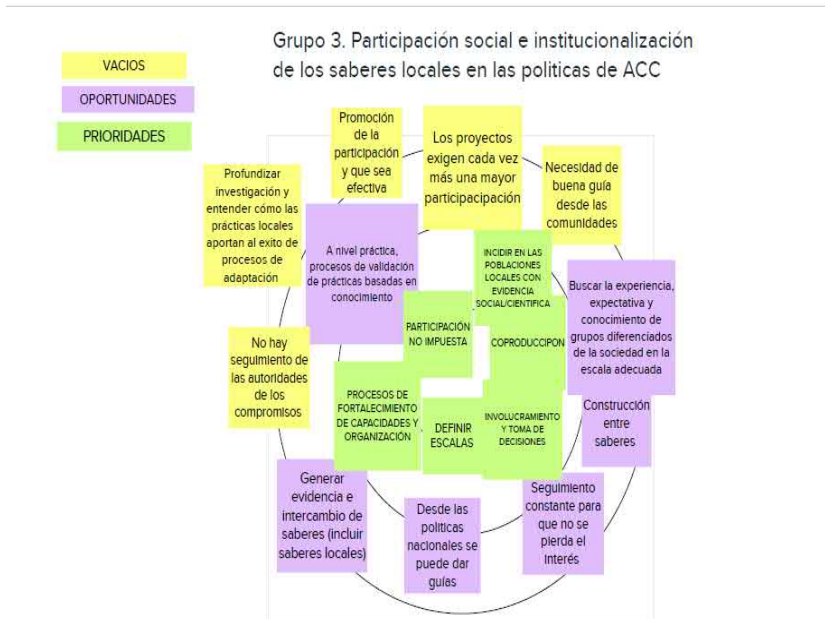 Grupo 3. Participación social e institucionalización
de los saberes locales en las politicas de ACC
VACIOS
OPORTUNIDADES
PRIORIDADES
Promoción
de la
participación
y que sea
efectiva
Los proyectos
exigen cada vez
más una mayor
participacipación
Necesidad de
buena guía
desde las
comunidades
Profundizar
investigación y
entender cómo las
prácticas locales
aportan al exito de
procesos de
adaptación
A nivel práctica,
procesos de validación
de prácticas basadas en
conocimiento
INCIDIR EN LAS
POBLACIONES
LOCALES CON
EVIDENCIA
SOCIAL/CIENTIFICA
Buscar la experiencia,
expectativa y
conocimiento de
grupos diferenciados
de la sociedad en la
escala adecuada
PARTICIPACIÓN
NO IMPUESTA
COPRODUCCIPON
No hay
seguimiento de
las autoridades
de los
compromisos
PROCESOS DE
FORTALECIMIENTO
DE CAPACIDADES Y
ORGANIZACIÓN
DEFINIR
ESCALAS
INVOLUCRAMIENTO
Y TOMA DE
DECISIONES
Construcción
entre
saberes
Generar
evidencia e
intercambio de
saberes (incluir
saberes locales)
Desde las
politicas
nacionales se
puede dar
guías
Seguimiento
constante para
que no se
pierda el
interés